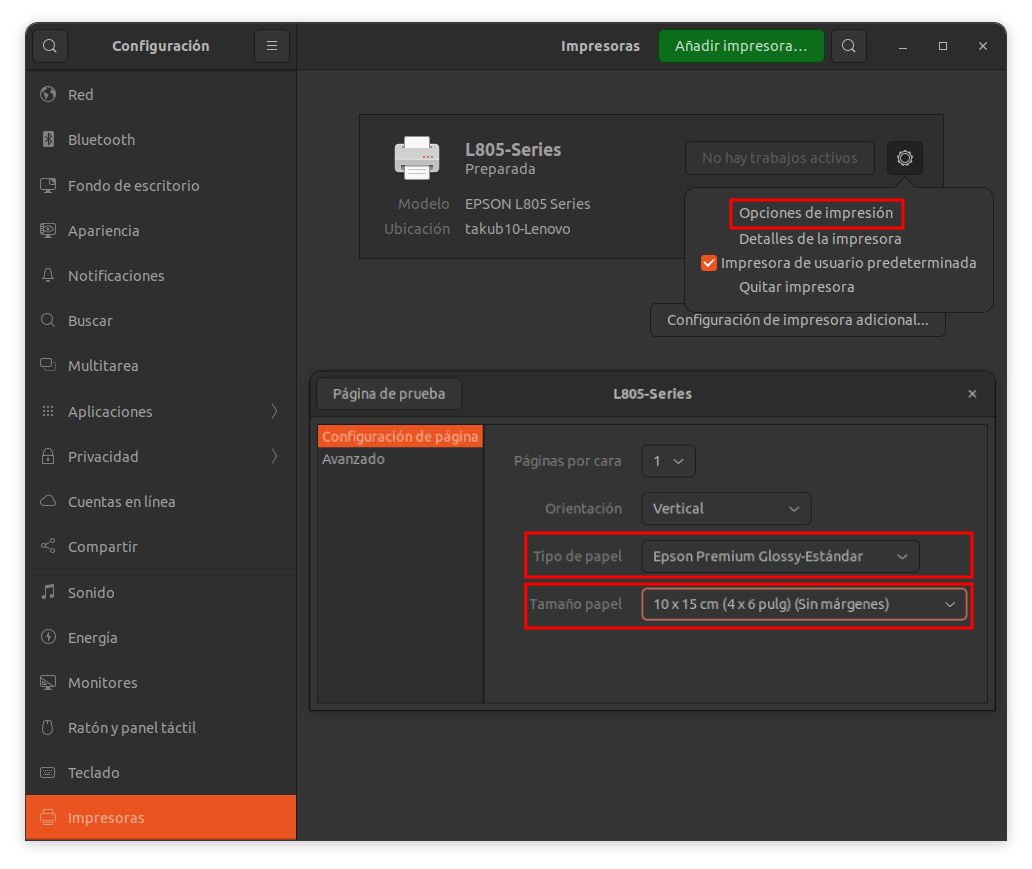 Configuración
Impresoras
Añadir impresora…
Red
Bluetooth
Fondo de escritorio
Apariencia
Notificaciones
Buscar
Multitarea
Aplicaciones
Privacidad
Cuentas en línea
Compartir
Sonido
Energía
Monitores
Ratón y panel táctil
Teclado
Impresoras
L805-Series
Preparada
No hay trabajos activos
Modelo EPSON L805 Series
Ubicación takub10-Lenovo
Opciones de impresión
Detalles de la impresora
Impresora de usuario predeterminada
Quitar impresora
Configuración de impresora adicional...
Página de prueba
L805-Series
Configuración de página
Avanzado
Páginas por cara 1
Orientación Vertical
Tipo de papel Epson Premium Glossy-Estándar
Tamaño papel 10 x 15 cm (4 x 6 pulg) (Sin márgenes)